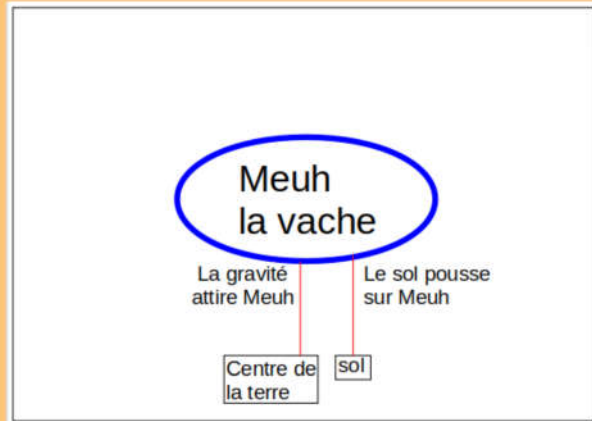 Meuh
la vache
La gravité
attire Meuh
Le sol pousse
sur Meuh
Centre de
la terre
sol